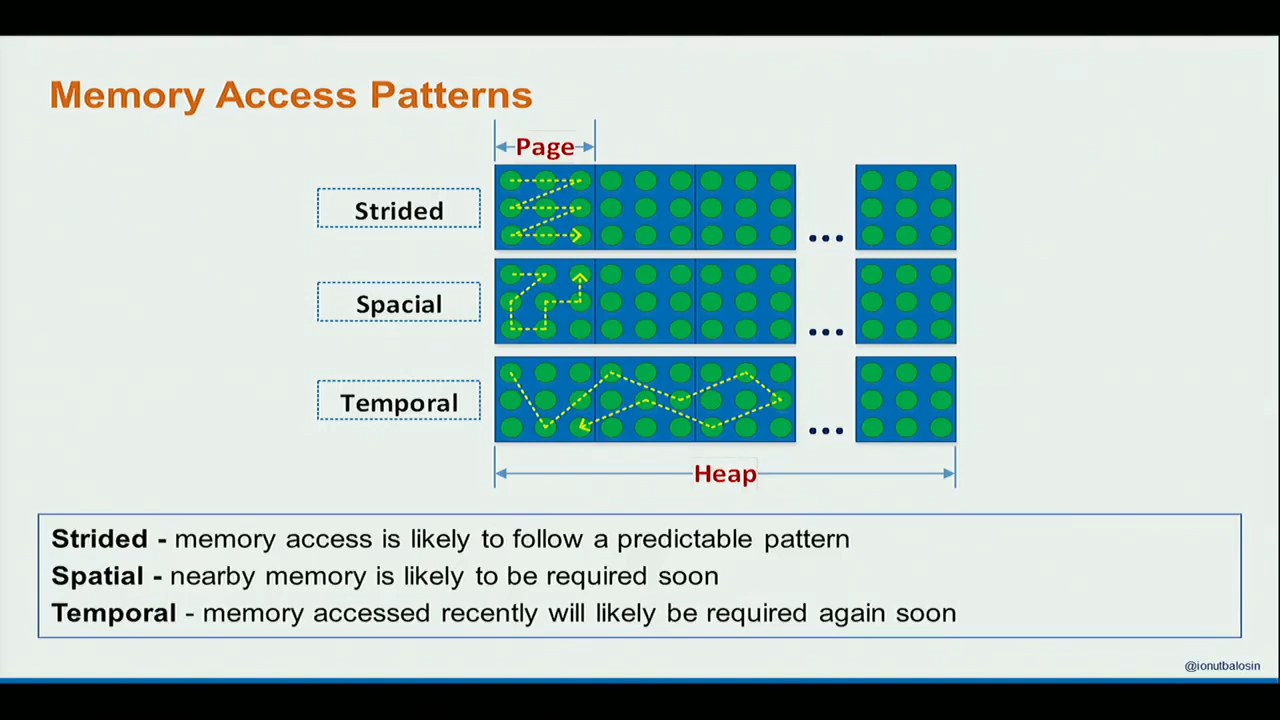 Memory Access Patterns
Page
Strided
...
Spacial
...
Temporal
...
Heap
Strided - memory access is likely to follow a predictable pattern
Spatial - nearby memory is likely to be required soon
Temporal - memory accessed recently will likely be required again soon
@ionutbalosin